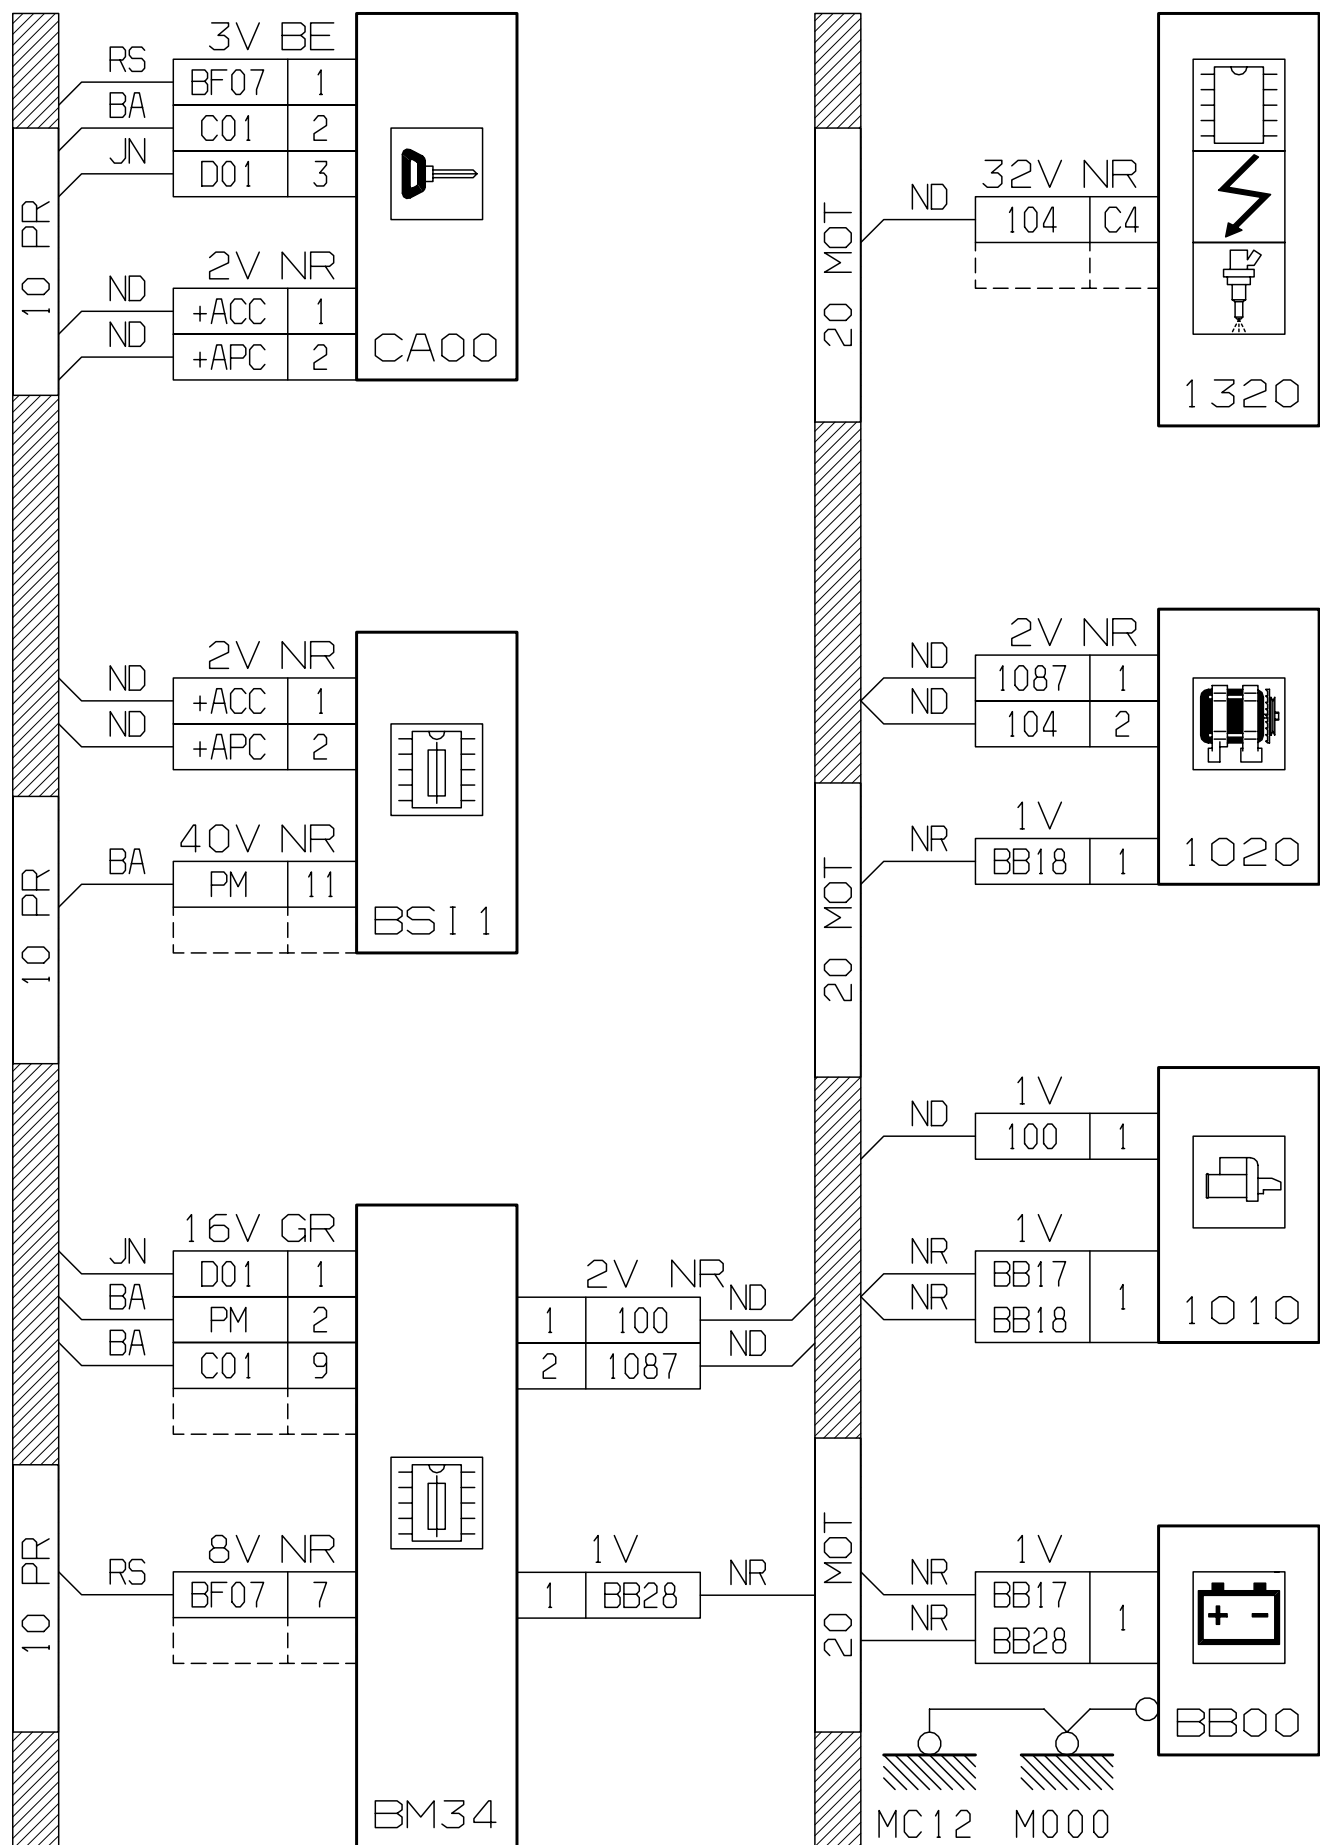 3V BE
RS
BF07 1
BA
C01 2
JN
D01 3
10 PR
2V NR
ND
+ACC 1
ND
+APC 2
CA00
2V NR
ND
+ACC 1
ND
+APC 2
40V NR
BA
PM 11
BSI 1
10 PR
16V GR
JN
D01 1
BA
PM 2
BA
C01 9
2V NR
1 100 ND
2 1087 ND
10 PR
8V NR
RS
BF07 7
1V
1 BB28 NR
BM34
32V NR
ND
104 C4
20 MOT
1320
2V NR
ND
1087 1
ND
104 2
1V
NR
BB18 1
1020
20 MOT
1V
ND
100 1
1V
NR
BB17
1
NR
BB18
1010
20 MOT
1V
NR
BB17
1
NR
BB28
BB00
MC12 M000